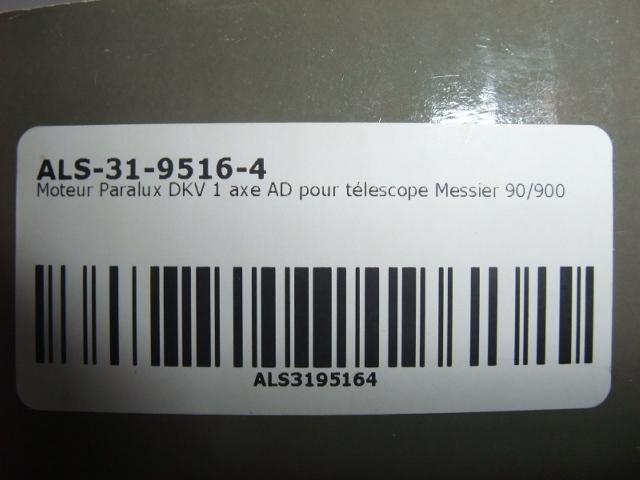 ALS-31-9516-4
Moteur Paralux DKV 1 axe AD pour télescope Messier 90/900
ALS3195164